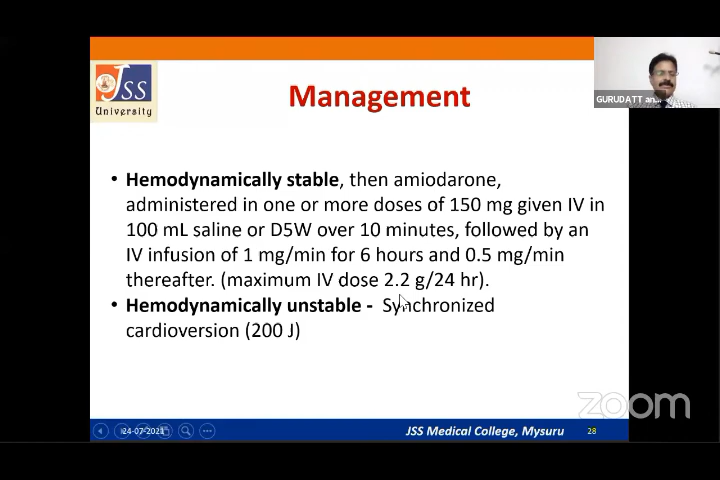 JSS
University
GURUDATT
Management
• Hemodynamically stable, then amiodarone,
administered in one or more doses of 150 mg given IV in
100 mL saline or D5W over 10 minutes, followed by an
IV infusion of 1 mg/min for 6 hours and 0.5 mg/min
thereafter. (maximum IV dose 2.2 g/24 hr).
• Hemodynamically unstable - Synchronized
cardioversion (200 J)
zoom
24-07-2021
JSS Medical College, Mysuru
28